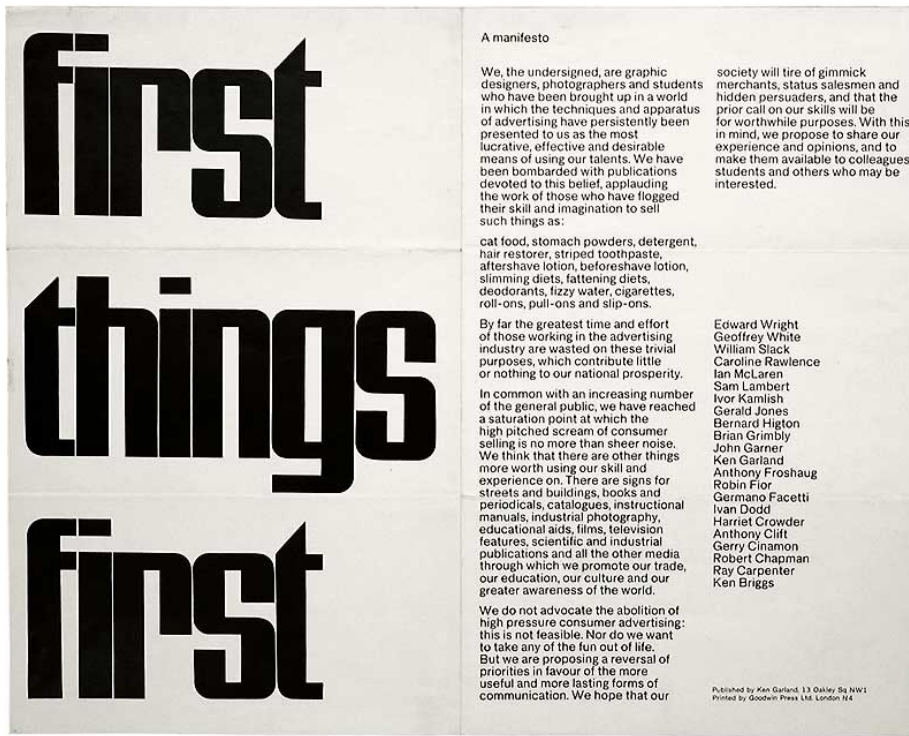 first
things
first
A manifesto
We, the undersigned, are graphic
designers, photographers and students
who have been brought up in a world
in which the techniques and apparatus
of advertising have persistently been
presented to us as the most
lucrative, effective and desirable
means of using our talents. We have
been bombarded with publications
devoted to this belief, applauding
the work of those who have flogged
their skill and imagination to sell
such things as:
cat food, stomach powders, detergent,
hair restorer, striped toothpaste,
aftershave lotion, beforeshave lotion,
slimming diets, fattening diets,
deodorants, fizzy water, cigarettes,
roll-ons, pull-ons and slip-ons.
By far the greatest time and effort
of those working in the advertising
industry are wasted on these trivial
purposes, which contribute little
or nothing to our national prosperity.
In common with an increasing number
of the general public, we have reached
a saturation point at which the
high pitched scream of consumer
selling is no more than sheer noise.
We think that there are other things
more worth using our skill and
experience on. There are signs for
streets and buildings, books and
periodicals, catalogues, instructional
manuals, industrial photography,
educational aids, films, television
features, scientific and industrial
publications and all the other media
through which we promote our trade,
our education, our culture and our
greater awareness of the world.
We do not advocate the abolition of
high pressure consumer advertising:
this is not feasible. Nor do we want
to take any of the fun out of life.
But we are proposing a reversal of
priorities in favour of the more
useful and more lasting forms of
communication. We hope that our
society will tire of gimmick
merchants, status salesmen and
hidden persuaders, and that the
prior call on our skills will be
for worthwhile purposes. With this
in mind, we propose to share our
experience and opinions, and to
make them available to colleagues
students and others who may be
interested.
Edward Wright
Geoffrey White
William Slack
Caroline Rawlence
Ian McLaren
Sam Lambert
Ivor Kamlish
Gerald Jones
Bernard Higton
Brian Grimbly
John Garner
Ken Garland
Anthony Froshaug
Robin Fior
Germano Facetti
Ivan Dodd
Harriet Crowder
Anthony Clift
Gerry Cinamon
Robert Chapman
Ray Carpenter
Ken Briggs
Published by Ken Garland, 13 Oakley Sq NW1
Printed by Goodwin Press Ltd. London N4